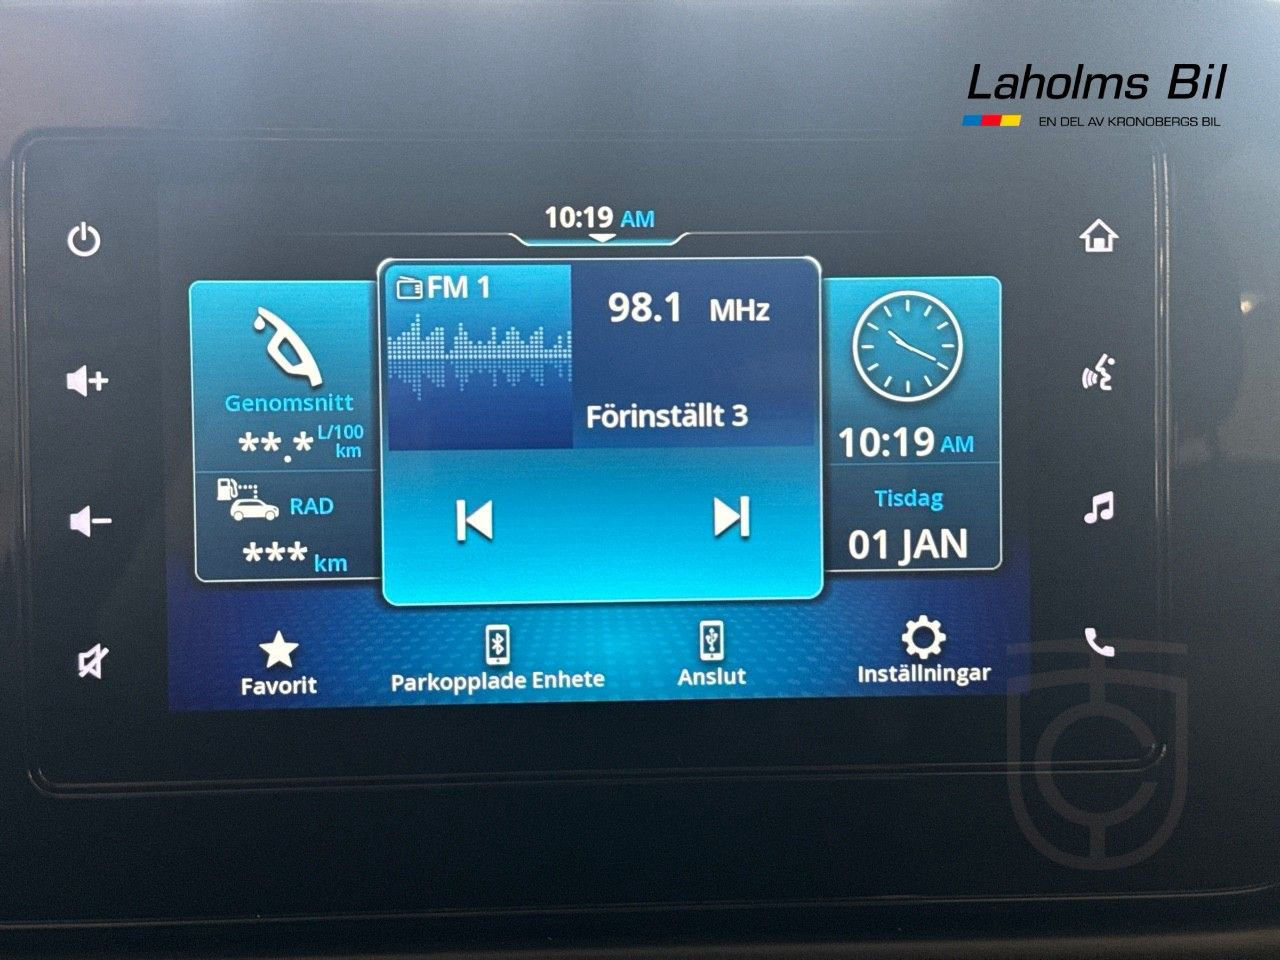 Laholms Bil
EN DEL AV KRONOBERGS BIL
10:19 AM
FM 1
98.1 MHz
Förinställt 3
Genomsnitt
**.* L/100 km
RAD
*** km
10:19 AM
Tisdag
01 JAN
Favorit
Parkopplade Enhete
Anslut
Inställningar